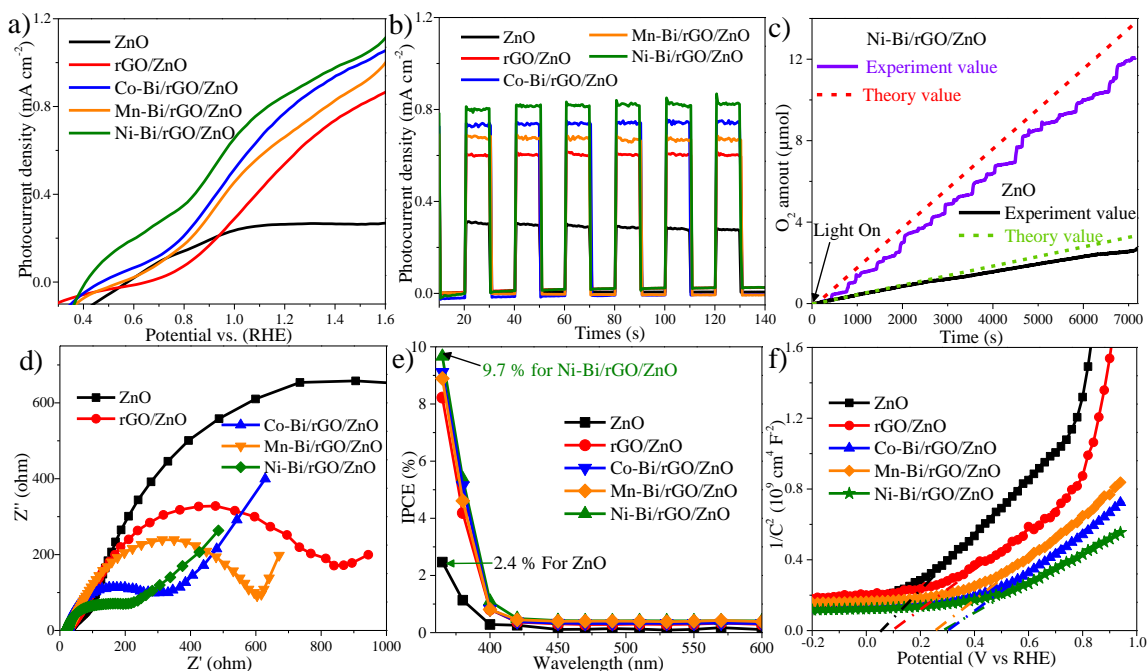 a)
1.2
0.8
0.4
0.0
0.4
0.6
0.8
1.0
1.2
1.4
1.6
Photocurrent density (mA cm⁻²)
Potential vs. (RHE)
ZnO
rGO/ZnO
Co-Bi/rGO/ZnO
Mn-Bi/rGO/ZnO
Ni-Bi/rGO/ZnO
b)
1.2
0.8
0.4
0.0
20
40
60
80
100
120
140
Photocurrent density (mA cm⁻²)
Times (s)
ZnO
rGO/ZnO
Co-Bi/rGO/ZnO
Mn-Bi/rGO/ZnO
Ni-Bi/rGO/ZnO
c)
12
9
6
3
0
0
1000
2000
3000
4000
5000
6000
7000
O₂ amout (μmol)
Time (s)
Ni-Bi/rGO/ZnO
Experiment value
Theory value
ZnO
Experiment value
Theory value
Light On
d)
600
400
200
0
0
200
400
600
800
1000
Z'' (ohm)
Z' (ohm)
ZnO
rGO/ZnO
Co-Bi/rGO/ZnO
Mn-Bi/rGO/ZnO
Ni-Bi/rGO/ZnO
e)
10
8
6
4
2
0
400
450
500
550
600
IPCE (%)
Wavelength (nm)
9.7 % for Ni-Bi/rGO/ZnO
ZnO
rGO/ZnO
Co-Bi/rGO/ZnO
Mn-Bi/rGO/ZnO
Ni-Bi/rGO/ZnO
2.4 % For ZnO
f)
1.6
1.2
0.8
0.4
0.0
-0.2
0.0
0.2
0.4
0.6
0.8
1.0
1/C² (10⁹ cm⁴ F⁻²)
Potential (V vs RHE)
ZnO
rGO/ZnO
Co-Bi/rGO/ZnO
Mn-Bi/rGO/ZnO
Ni-Bi/rGO/ZnO